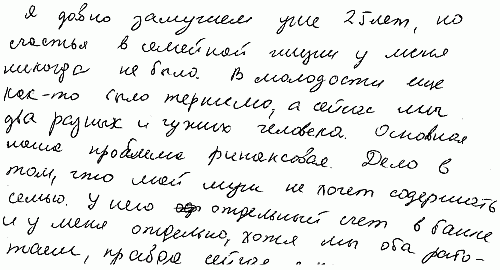 Я давно замужем уже 25 лет, но
счастья в семейной жизни у меня
никогда не было. В молодости еще
как-то было терпимо, а сейчас мы
два разных и чужих человека. Основная
наша проблема финансовая. Дело в
том, что мой муж не хочет содержать
семью. У него отдельный счет в банке
и у меня отдельно, хотя мы оба рабо-
таем, правда сейчас